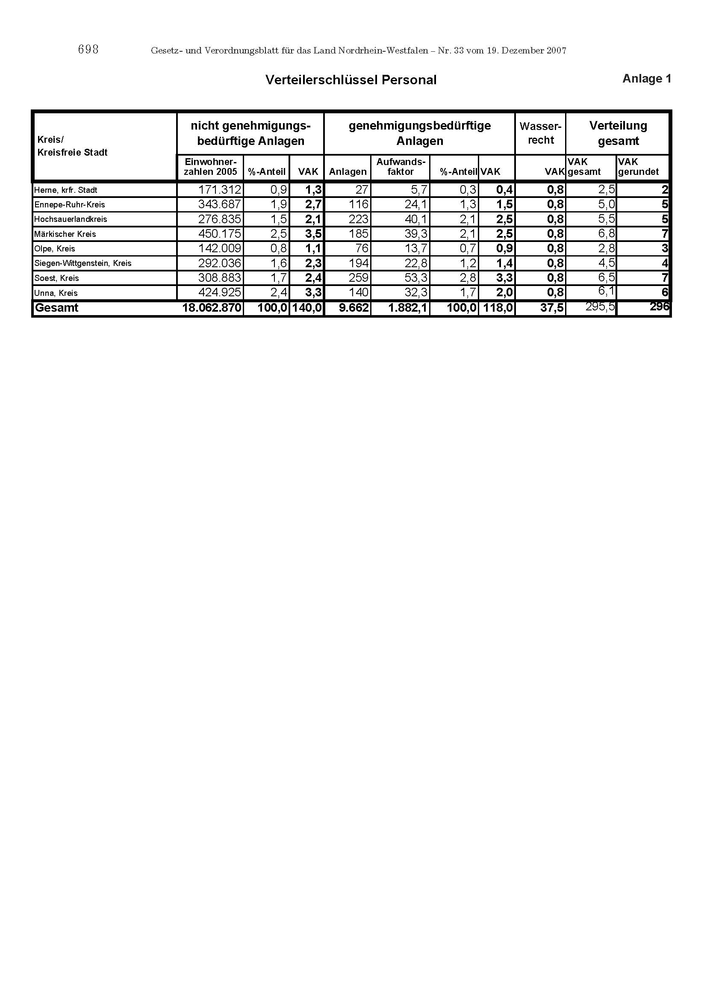 698 Gesetz- und Verordnungsblatt für das Land Nordrhein-Westfalen – Nr. 33 vom 19. Dezember 2007
Verteilerschlüssel Personal Anlage 1
Kreis/
Kreisfreie Stadt
nicht genehmigungs-
bedürftige Anlagen
genehmigungsbedürftige
Anlagen
Wasser-
recht
Verteilung
gesamt
Einwohner-
zahlen 2005
%-Anteil
VAK
Anlagen
Aufwands-
faktor
%-Anteil
VAK
VAK
VAK
gesamt
VAK
gerundet
Herne, krfr. Stadt 171.312 0,9 1,3 27 5,7 0,3 0,4 0,8 2,5 2
Ennepe-Ruhr-Kreis 343.687 1,9 2,7 116 24,1 1,3 1,5 0,8 5,0 5
Hochsauerlandkreis 276.835 1,5 2,1 223 40,1 2,1 2,5 0,8 5,5 5
Märkischer Kreis 450.175 2,5 3,5 185 39,3 2,1 2,5 0,8 6,8 7
Olpe, Kreis 142.009 0,8 1,1 76 13,7 0,7 0,9 0,8 2,8 3
Siegen-Wittgenstein, Kreis 292.036 1,6 2,3 194 22,8 1,2 1,4 0,8 4,5 4
Soest, Kreis 308.883 1,7 2,4 259 53,3 2,8 3,3 0,8 6,5 7
Unna, Kreis 424.925 2,4 3,3 140 32,3 1,7 2,0 0,8 6,1 6
Gesamt 18.062.870 100,0 140,0 9.662 1.882,1 100,0 118,0 37,5 295,5 296